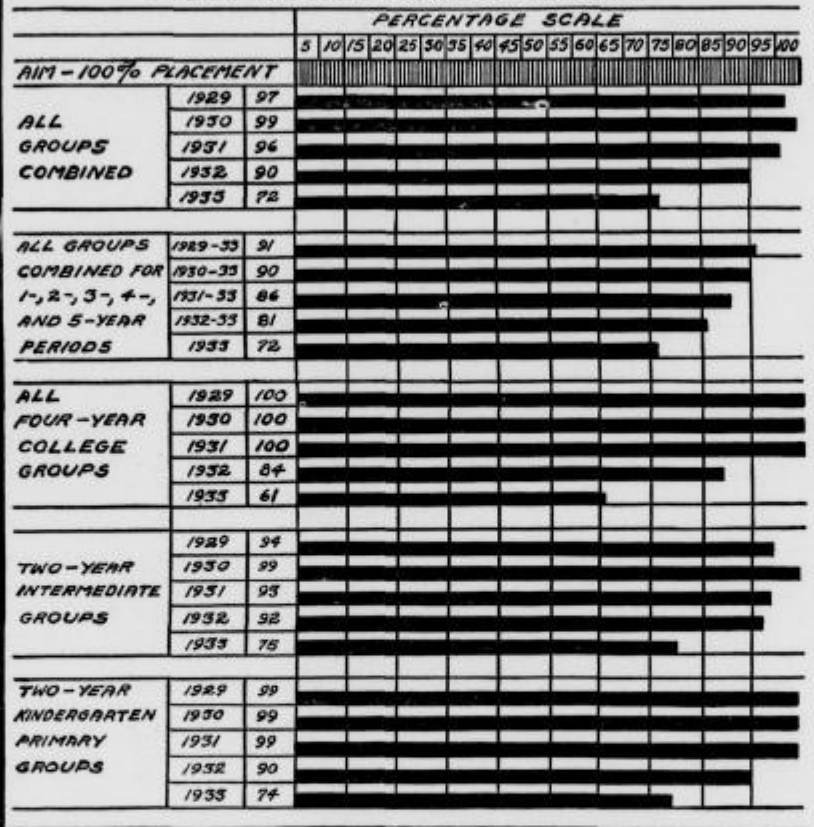 PERCENTAGE SCALE
5 10 15 20 25 30 35 40 45 50 55 60 65 70 75 80 85 90 95 100
AIM - 100% PLACEMENT
1929 97
ALL 1930 99
GROUPS 1931 96
COMBINED 1932 90
1933 72
ALL GROUPS 1929-33 91
COMBINED FOR 1930-33 90
1-, 2-, 3-, 4-, 1931-33 86
AND 5-YEAR 1932-33 81
PERIODS 1933 72
ALL 1929 100
FOUR-YEAR 1930 100
COLLEGE 1931 100
GROUPS 1932 84
1933 61
1929 94
TWO-YEAR 1930 99
INTERMEDIATE 1931 93
GROUPS 1932 92
1933 75
TWO-YEAR 1929 99
KINDERGARTEN 1930 99
PRIMARY 1931 99
GROUPS 1932 90
1933 74